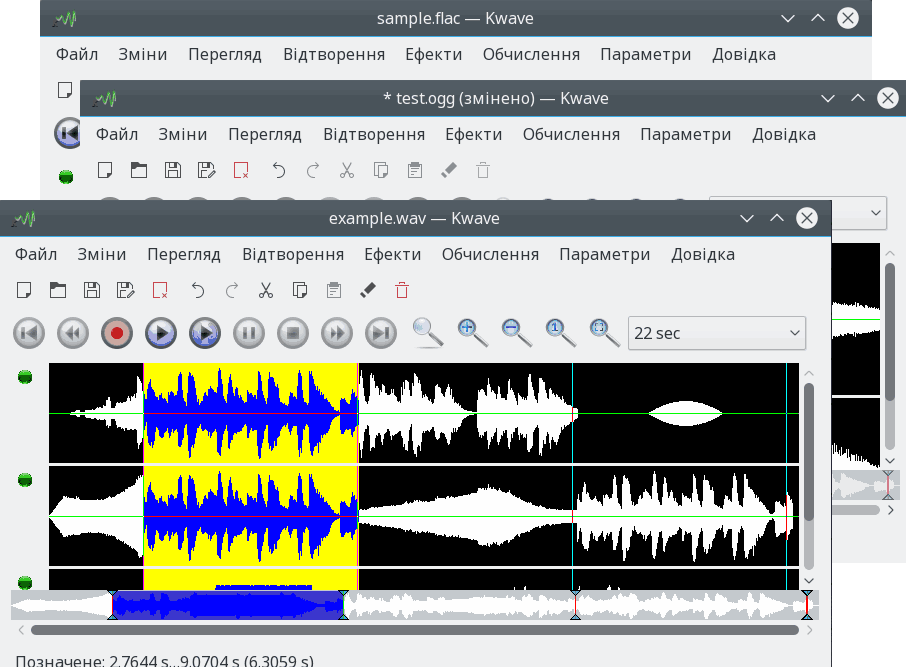 sample.flac — Kwave
Файл Зміни Перегляд Відтворення Ефекти Обчислення Параметри Довідка
* test.ogg (змінено) — Kwave
Файл Зміни Перегляд Відтворення Ефекти Обчислення Параметри Довідка
example.wav — Kwave
Файл Зміни Перегляд Відтворення Ефекти Обчислення Параметри Довідка
22 sec
Позначене: 2.7644 s...9.0704 s (6.3059 s)